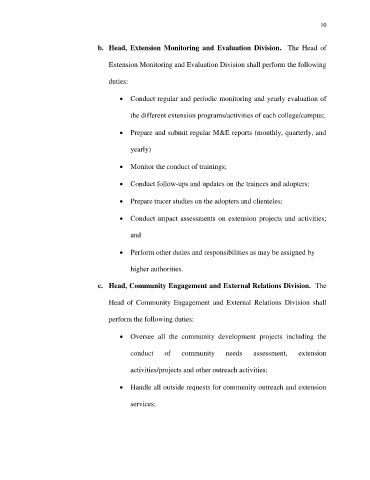 10
b. Head, Extension Monitoring and Evaluation Division. The Head of
Extension Monitoring and Evaluation Division shall perform the following
duties:
• Conduct regular and periodic monitoring and yearly evaluation of
the different extension programs/activities of each college/campus;
• Prepare and submit regular M&E reports (monthly, quarterly, and
yearly)
• Monitor the conduct of trainings;
• Conduct follow-ups and updates on the trainees and adopters;
• Prepare tracer studies on the adopters and clienteles;
• Conduct impact assessments on extension projects and activities;
and
• Perform other duties and responsibilities as may be assigned by
higher authorities.
c. Head, Community Engagement and External Relations Division. The
Head of Community Engagement and External Relations Division shall
perform the following duties:
• Oversee all the community development projects including the
conduct of community needs assessment, extension
activities/projects and other outreach activities;
• Handle all outside requests for community outreach and extension
services;